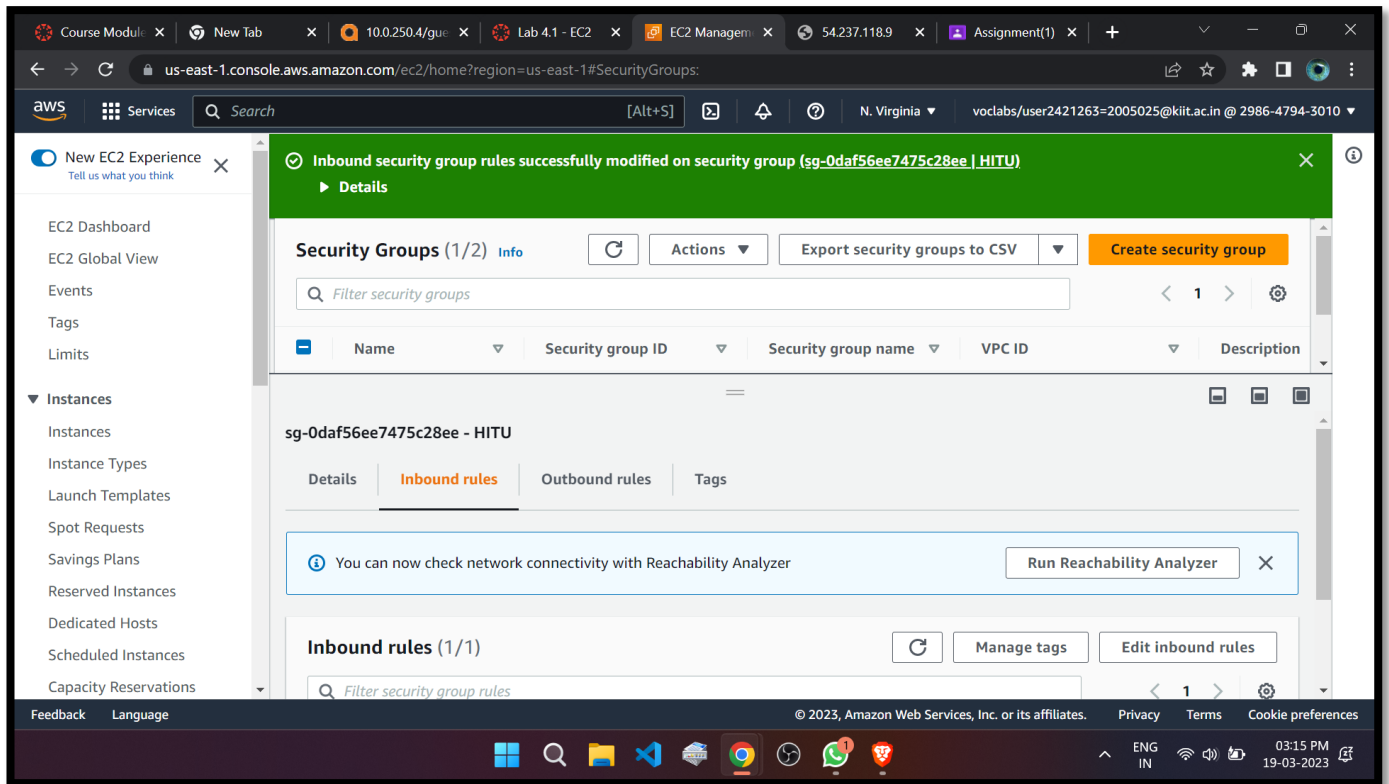 Course Module
New Tab
10.0.250.4/gue
Lab 4.1 - EC2
EC2 Managem
54.237.118.9
Assignment(1)
us-east-1.console.aws.amazon.com/ec2/home?region=us-east-1#SecurityGroups:
aws
Services
Search
[Alt+S]
N. Virginia ▼
voclabs/user2421263=2005025@kiit.ac.in @ 2986-4794-3010 ▼
New EC2 Experience
Tell us what you think
EC2 Dashboard
EC2 Global View
Events
Tags
Limits
Instances
Instances
Instance Types
Launch Templates
Spot Requests
Savings Plans
Reserved Instances
Dedicated Hosts
Scheduled Instances
Capacity Reservations
Inbound security group rules successfully modified on security group (sg-0daf56ee7475c28ee | HITU)
Details
Security Groups (1/2) Info
Actions
Export security groups to CSV
Create security group
Filter security groups
1
Name
Security group ID
Security group name
VPC ID
Description
sg-0daf56ee7475c28ee - HITU
Details
Inbound rules
Outbound rules
Tags
You can now check network connectivity with Reachability Analyzer
Run Reachability Analyzer
Inbound rules (1/1)
Manage tags
Edit inbound rules
Filter security group rules
1
Feedback
Language
© 2023, Amazon Web Services, Inc. or its affiliates.
Privacy
Terms
Cookie preferences
1
ENG
IN
03:15 PM
19-03-2023